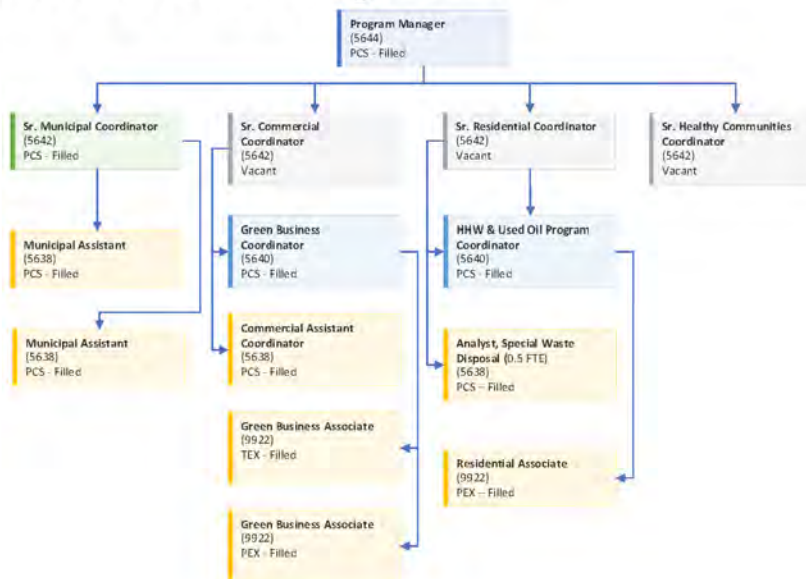 Program Manager
(5644)
PCS - Filled
Sr. Municipal Coordinator
(5642)
PCS - Filled
Sr. Commercial
Coordinator
(5642)
Vacant
Sr. Residential Coordinator
(5642)
Vacant
Sr. Healthy Communities
Coordinator
(5642)
Vacant
Municipal Assistant
(5638)
PCS - Filled
Green Business
Coordinator
(5640)
PCS - Filled
HHW & Used Oil Program
Coordinator
(5640)
PCS - Filled
Municipal Assistant
(5638)
PCS - Filled
Commercial Assistant
Coordinator
(5638)
PCS - Filled
Analyst, Special Waste
Disposal (0.5 FTE)
(5638)
PCS – Filled
Green Business Associate
(9922)
TEX - Filled
Residential Associate
(9922)
PEX – Filled
Green Business Associate
(9922)
PEX - Filled